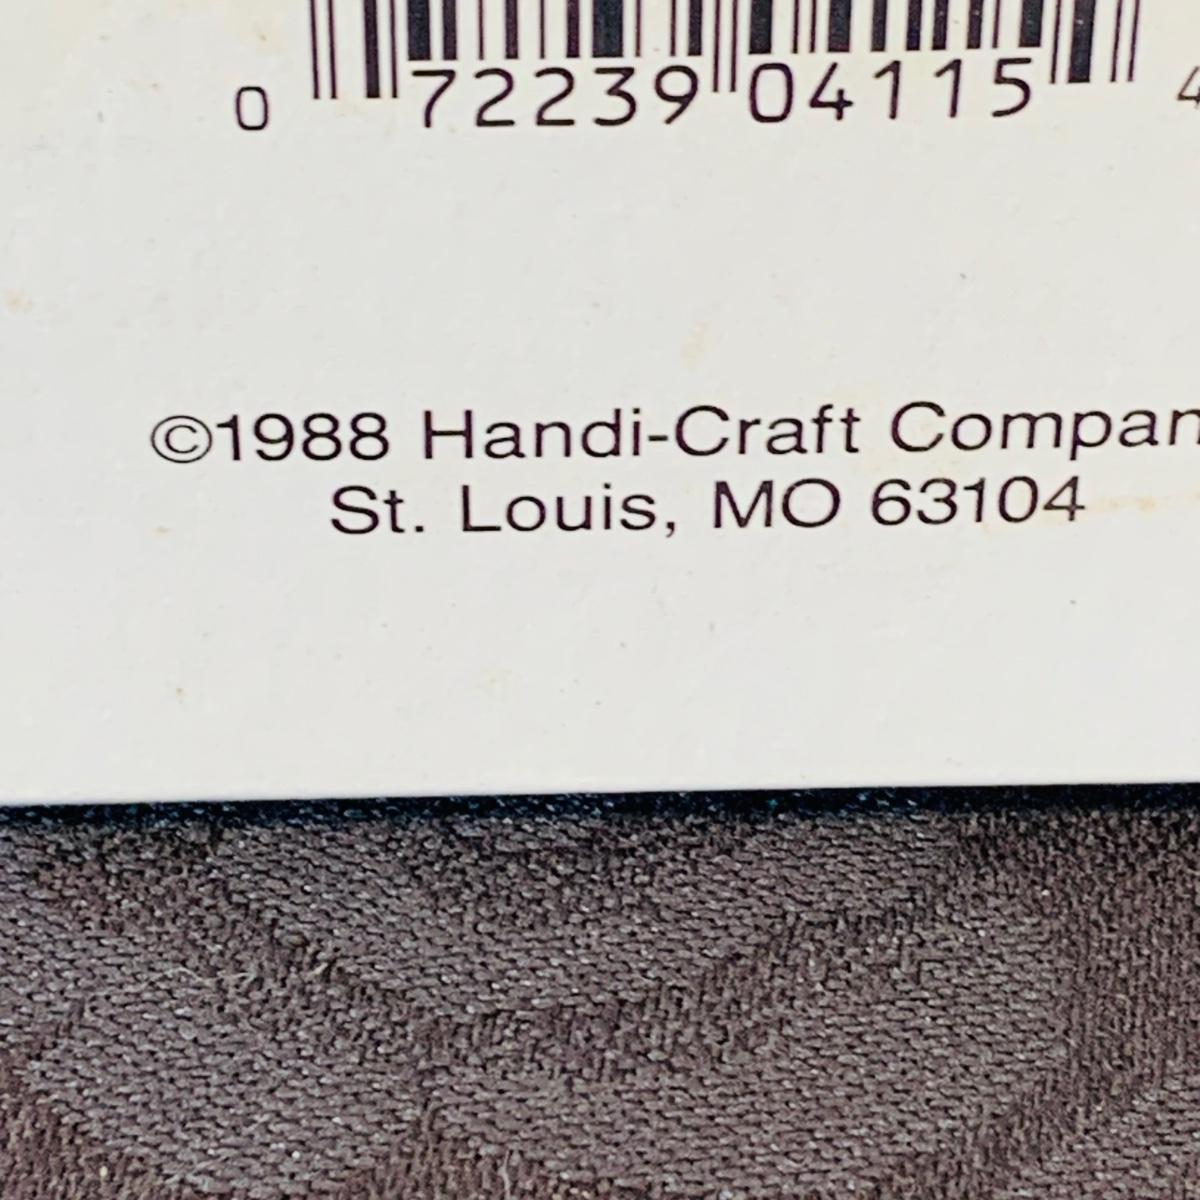 0 72239 04115 4
©1988 Handi-Craft Compan
St. Louis, MO 63104